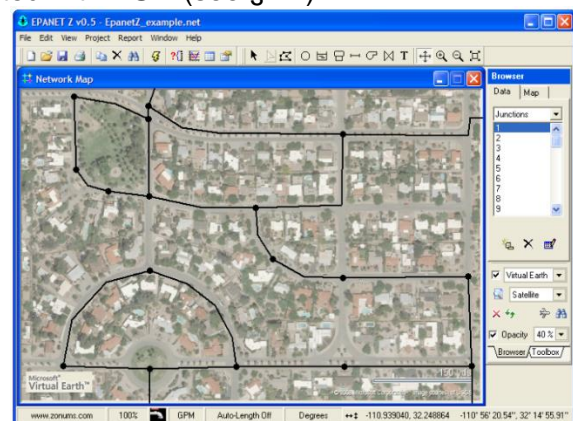 EPANET Z v0.5 - EpanetZ_example.net
File Edit View Project Report Window Help
T
Network Map
Browser
Data Map
Junctions
1
2
3
4
5
6
7
8
9
Virtual Earth
Satellite
Opacity 40 %
Browser Toolbox
Microsoft®
Virtual Earth™
www.zonums.com 100% GPM Auto-Length Off Degrees -110.939040, 32.248864 -110° 56' 20.54", 32° 14' 55.91"